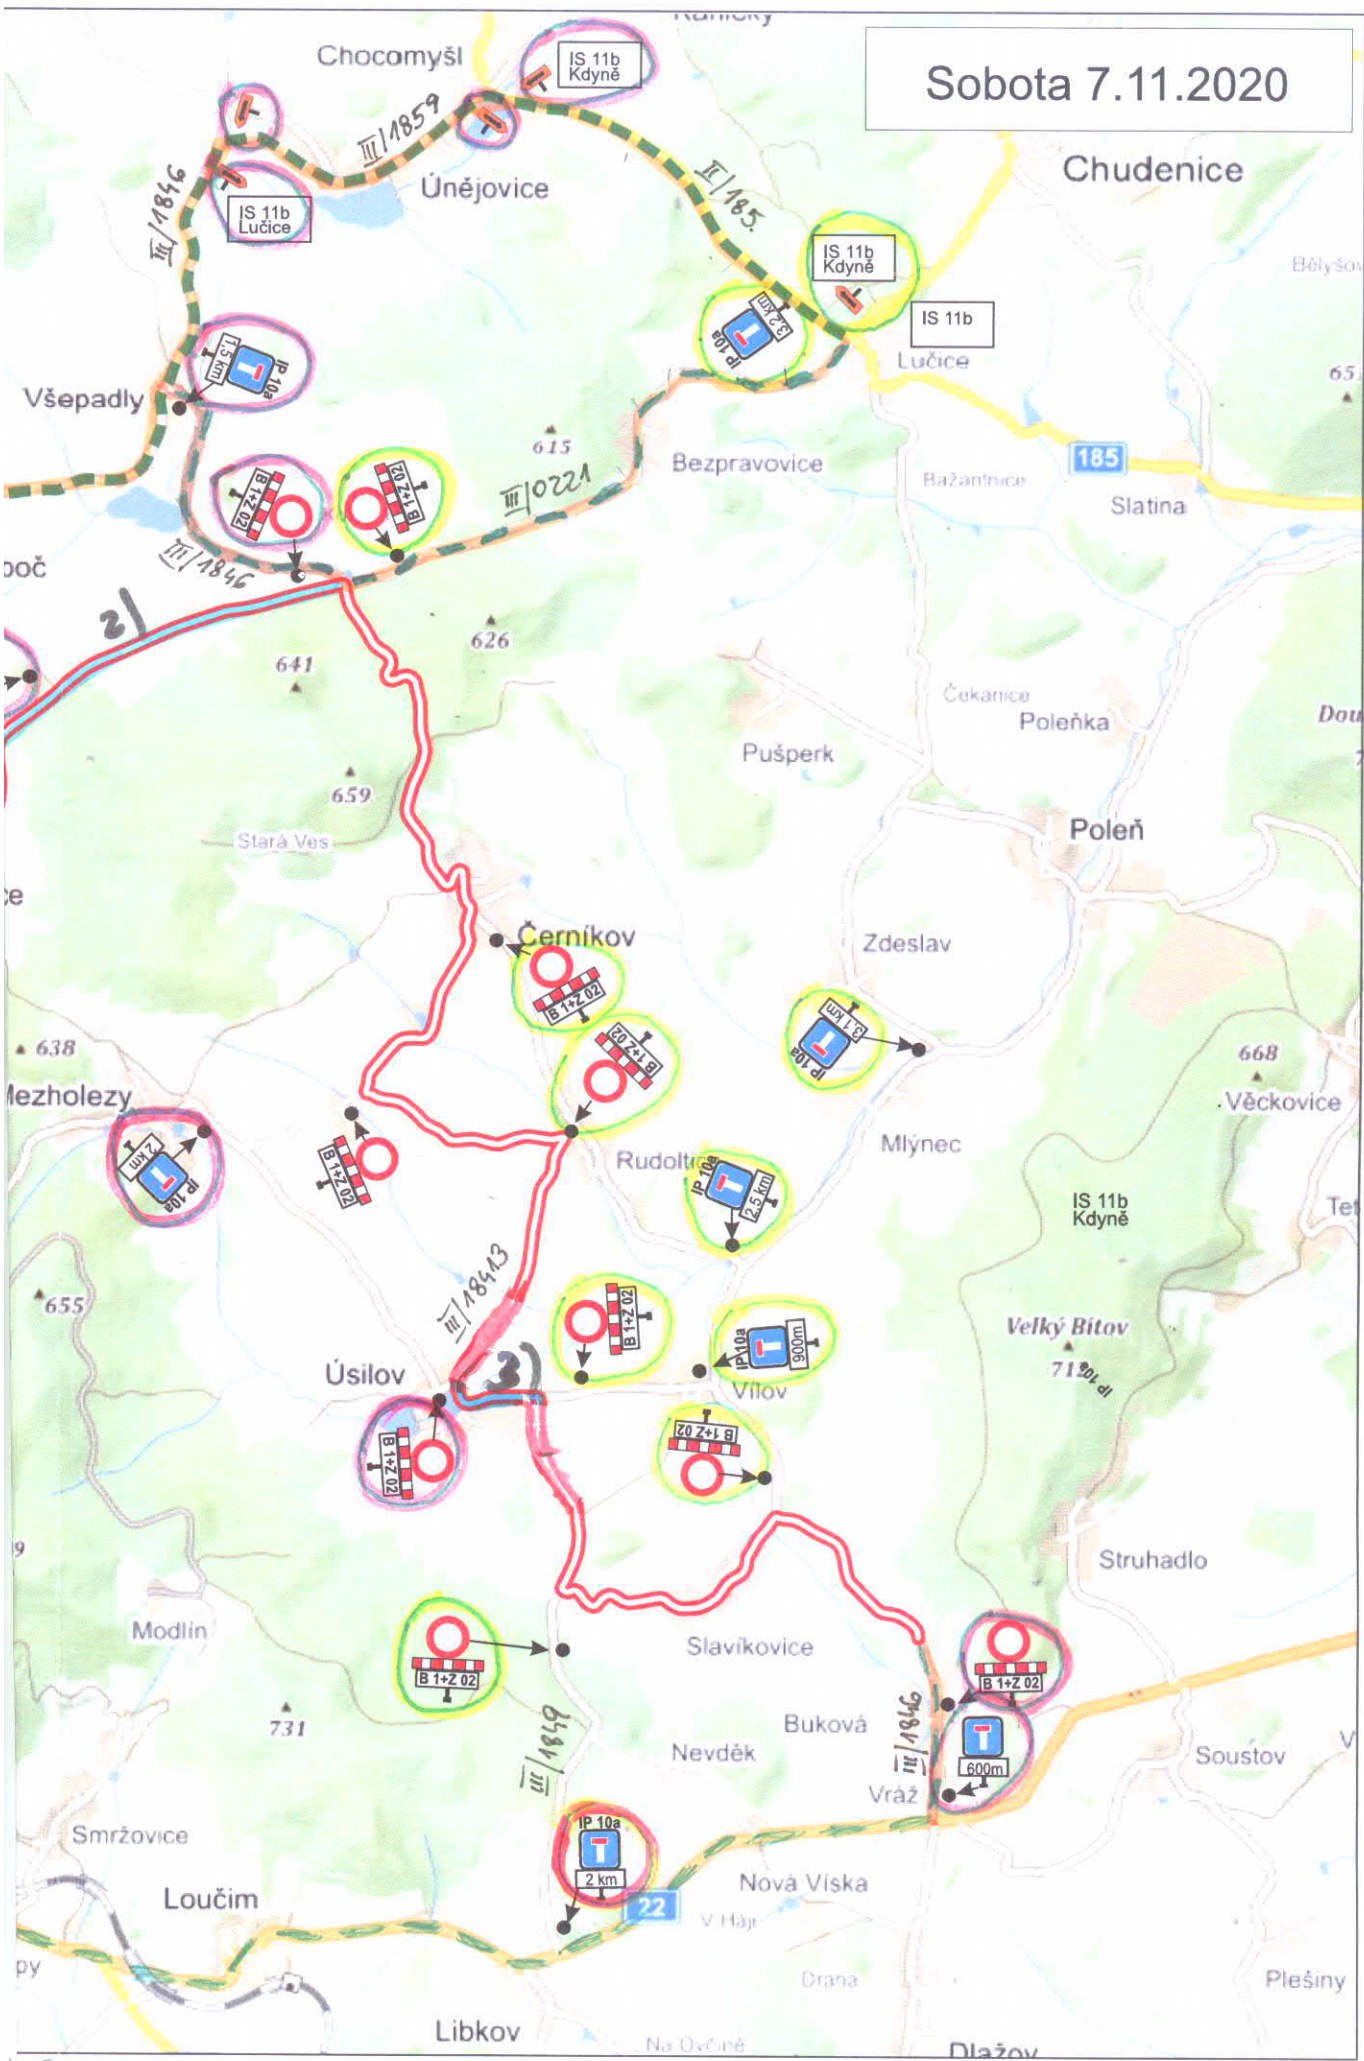 Sobota 7.11.2020
Chocomyšl
IS 11b
Kdyně
III/1859
Únějovice
II/185.
Chudenice
III/1846
IS 11b
Lučice
IS 11b
Kdyně
IS 11b
Lučice
3.2 km
IP 10a
1,5 km
IP 10a
Všepadly
615
651
B 1+Z 02
B 1+Z 02
III/0221
Bezpravovice
185
Bažantnice
Slatina
III/1846
2)
626
641
Čekanice
Poleňka
Pušperk
659
Stará Ves
Poleň
Černíkov
B 1+Z 02
Zdeslav
B 1+Z 02
3.1 km
IP 10a
638
668
Věckovice
2 km
IP 10a
B 1+Z 02
Mlýnec
IP 10a
2,5 km
IS 11b
Kdyně
III/18413
655
B 1+Z 02
IP 10a
900m
Velký Bítov
IP 10a
Úsilov
3)
Vílov
B 1+Z 02
B 1+Z 02
Struhadlo
Modlín
Slavíkovice
B 1+Z 02
B 1+Z 02
731
III/1849
Buková
III/1846
Nevděk
600m
Soustov
Vráž
Smržovice
IP 10a
2 km
Loučim
22
Nová Víska
V Háji
Drana
Plešiny
Libkov
Na Ovčíně
Dlažov